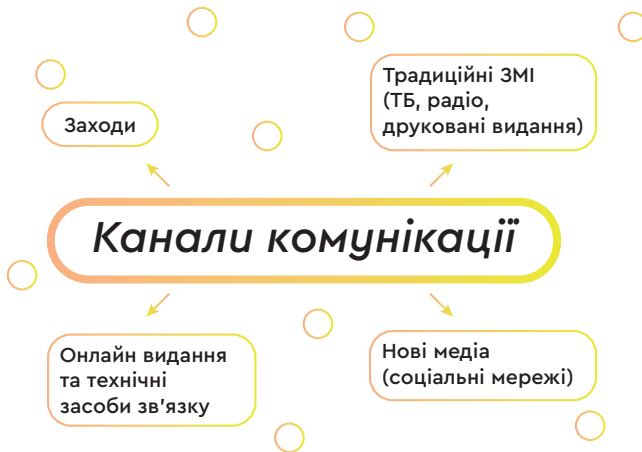 Традиційні ЗМІ
(ТБ, радіо,
друковані видання)
Заходи
Канали комунікації
Онлайн видання
та технічні
засоби зв'язку
Нові медіа
(соціальні мережі)